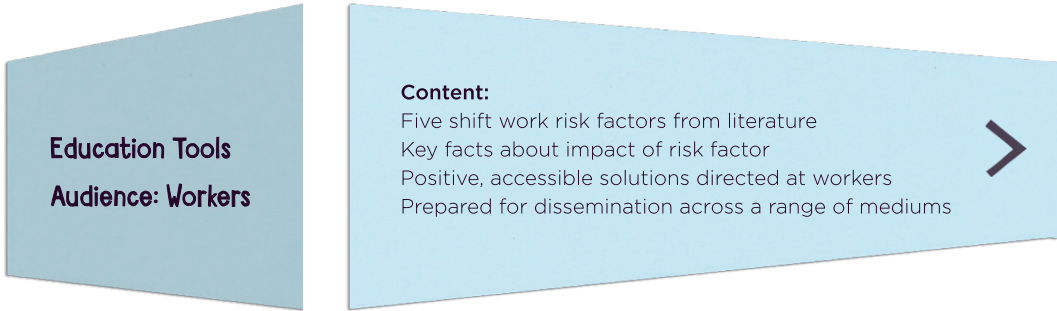 Education Tools
Audience: Workers
Content:
Five shift work risk factors from literature
Key facts about impact of risk factor
Positive, accessible solutions directed at workers
Prepared for dissemination across a range of mediums